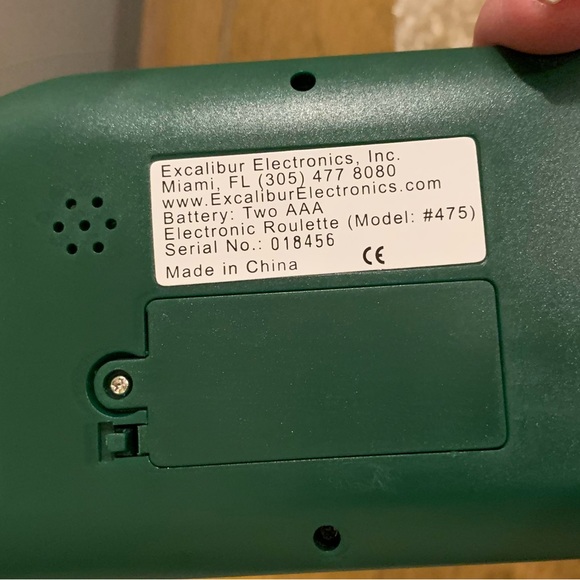 Excalibur Electronics, Inc.
Miami, FL (305) 477 8080
www.ExcaliburElectronics.com
Battery: Two AAA
Electronic Roulette (Model: #475)
Serial No.: 018456
Made in China CE